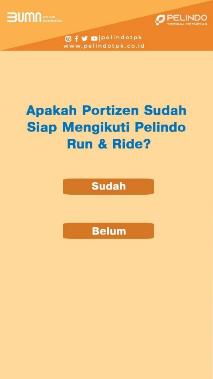 BUMN
PELINDO
pelindotpk
www.pelindotpk.co.id
Apakah Portizen Sudah
Siap Mengikuti Pelindo
Run & Ride?
Sudah
Belum